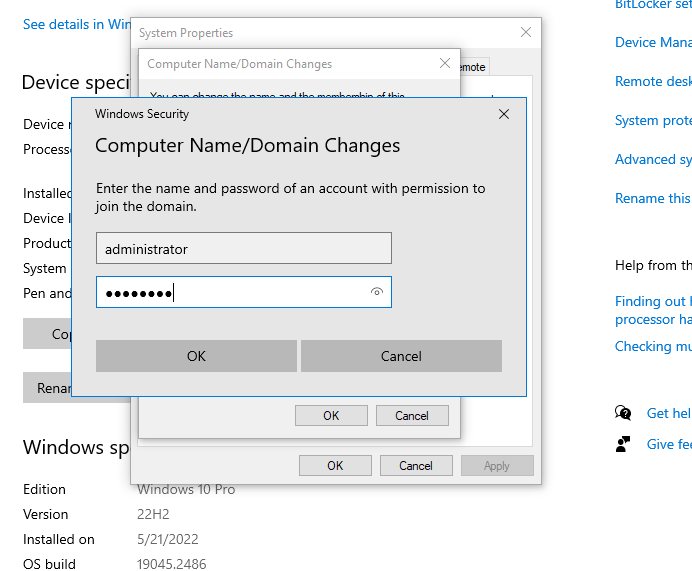 See details in Win
System Properties
Computer Name/Domain Changes
emote
You can change the name and the membership of this
Windows Security
Computer Name/Domain Changes
Enter the name and password of an account with permission to
join the domain.
administrator
●●●●●●●●
OK
Cancel
OK
Cancel
OK
Cancel
Apply
Device speci
Device
Process
Installed
Device I
Product
System
Pen and
Cop
Renam
Windows sp
Edition
Windows 10 Pro
Version
22H2
Installed on
5/21/2022
OS build
19045.2486
BitLocker set
Device Mana
Remote desk
System prote
Advanced sy
Rename this
Help from th
Finding out
processor ha
Checking mu
Get hel
Give fee